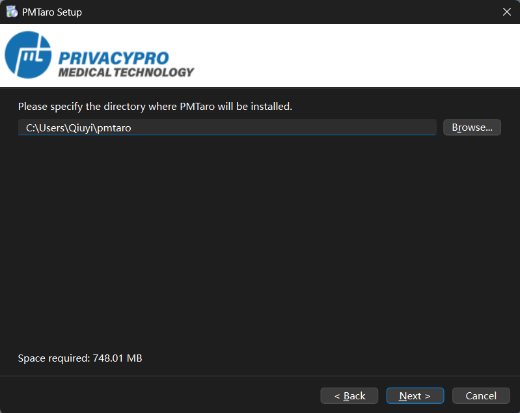 PMTaro Setup
PRIVACYPRO
MEDICAL TECHNOLOGY
Please specify the directory where PMTaro will be installed.
C:\Users\Qiuyi\pmtaro
Browse...
Space required: 748.01 MB
< Back
Next >
Cancel